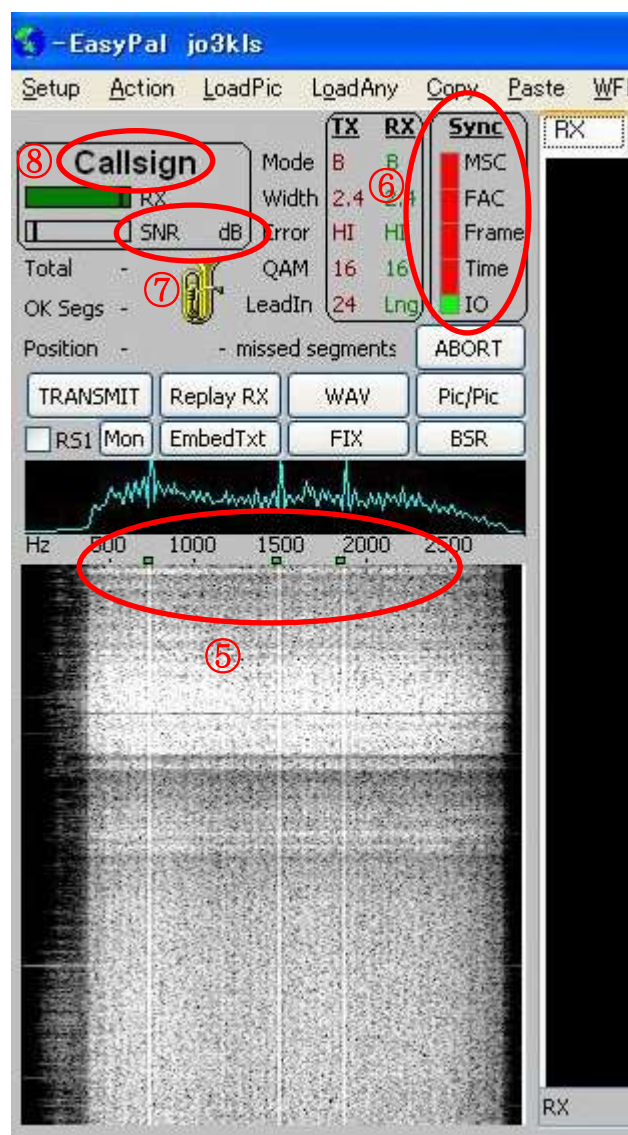 -EasyPal jo3kls
Setup Action LoadPic LoadAny Copy Paste WF
TX RX Sync RX
⑧ Callsign Mode B B ⑥ MSC
RX Width 2.4 2.4 FAC
SNR dB Error HI HI Frame
Total - ⑦ QAM 16 16 Time
OK Segs - LeadIn 24 Lng IO
Position - - missed segments ABORT
TRANSMIT Replay RX WAV Pic/Pic
RS1 Mon EmbedTxt FIX BSR
Hz 500 1000 1500 2000 2500
⑤
RX